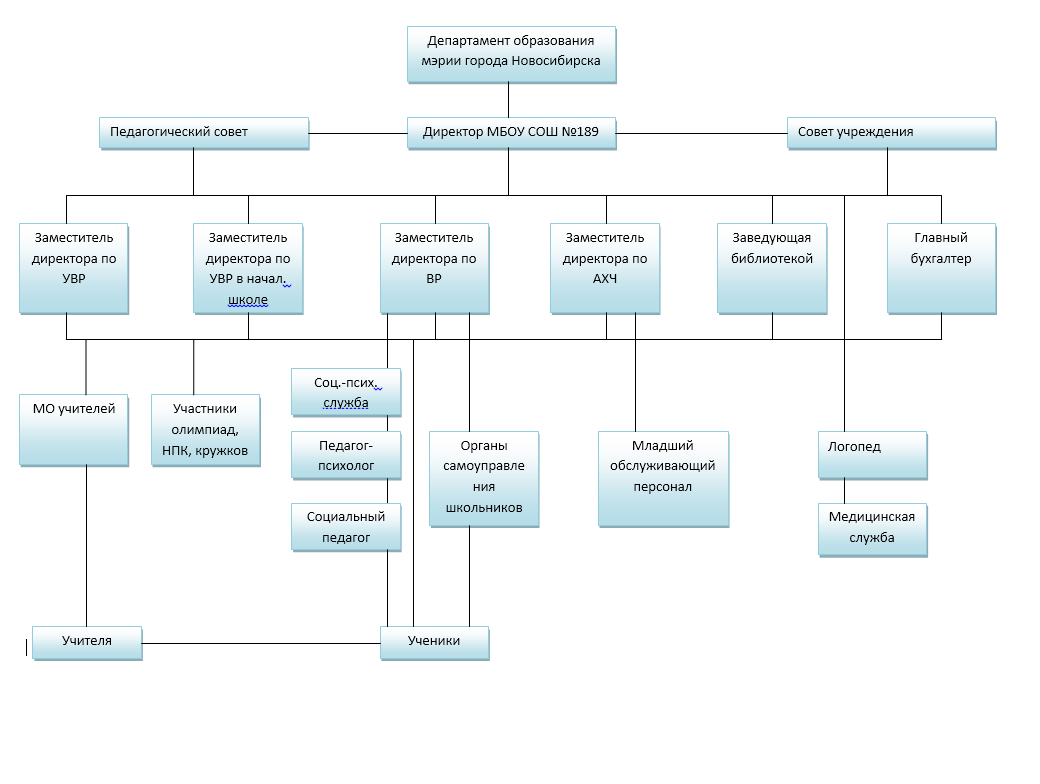 Департамент образования
мэрии города Новосибирска
Педагогический совет
Директор МБОУ СОШ №189
Совет учреждения
Заместитель
директора по
УВР
Заместитель
директора по
УВР в начал.
школе
Заместитель
директора по
ВР
Заместитель
директора по
АХЧ
Заведующая
библиотекой
Главный
бухгалтер
МО учителей
Участники
олимпиад,
НПК, кружков
Соц.-псих.
служба
Педагог-
психолог
Социальный
педагог
Органы
самоуправле
ния
школьников
Младший
обслуживающий
персонал
Логопед
Медицинская
служба
Учителя
Ученики